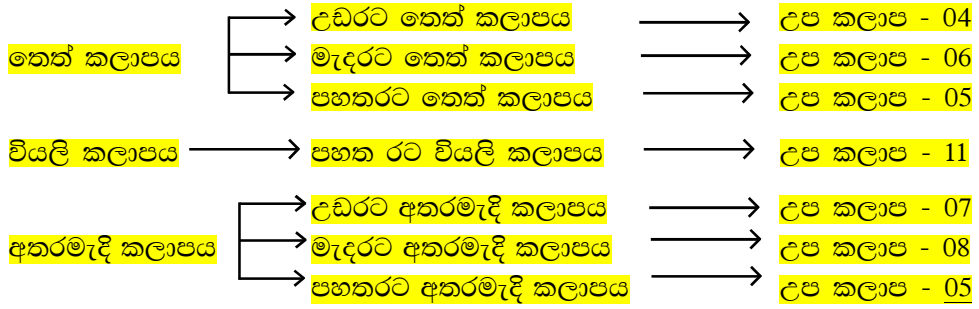 උඩරට තෙත් කලාපය උප කලාප - 04
තෙත් කලාපය මැදරට තෙත් කලාපය උප කලාප - 06
පහතරට තෙත් කලාපය උප කලාප - 05
වියලි කලාපය පහත රට වියලි කලාපය උප කලාප - 11
උඩරට අතරමැදි කලාපය උප කලාප - 07
අතරමැදි කලාපය මැදරට අතරමැදි කලාපය උප කලාප - 08
පහතරට අතරමැදි කලාපය උප කලාප - 05